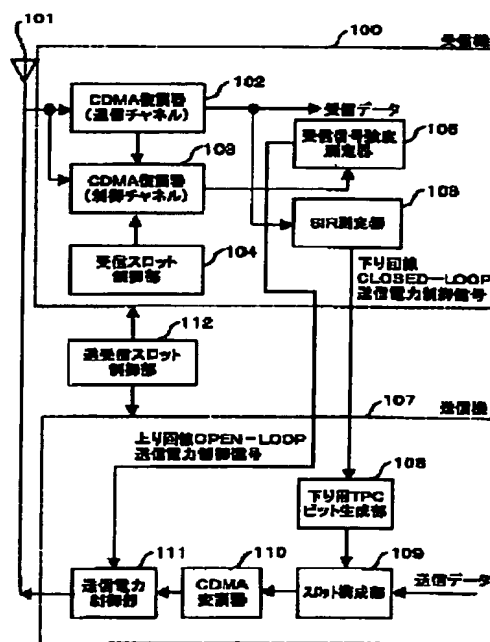 101
100
受信機
102
CDMA復調器
(通信チャネル)
受信データ
103
受信信号強度
測定器
105
CDMA復調器
(制御チャネル)
SIR測定器
104
受信スロット
制御部
下り回線
CLOSED-LOOP
送信電力制御信号
112
送受信スロット
制御部
107
送信機
上り回線OPEN-LOOP
送信電力制御信号
108
下り用TPC
ビット生成部
111
110
109
送信電力
制御部
CDMA
変調器
スロット構成部
送信データ